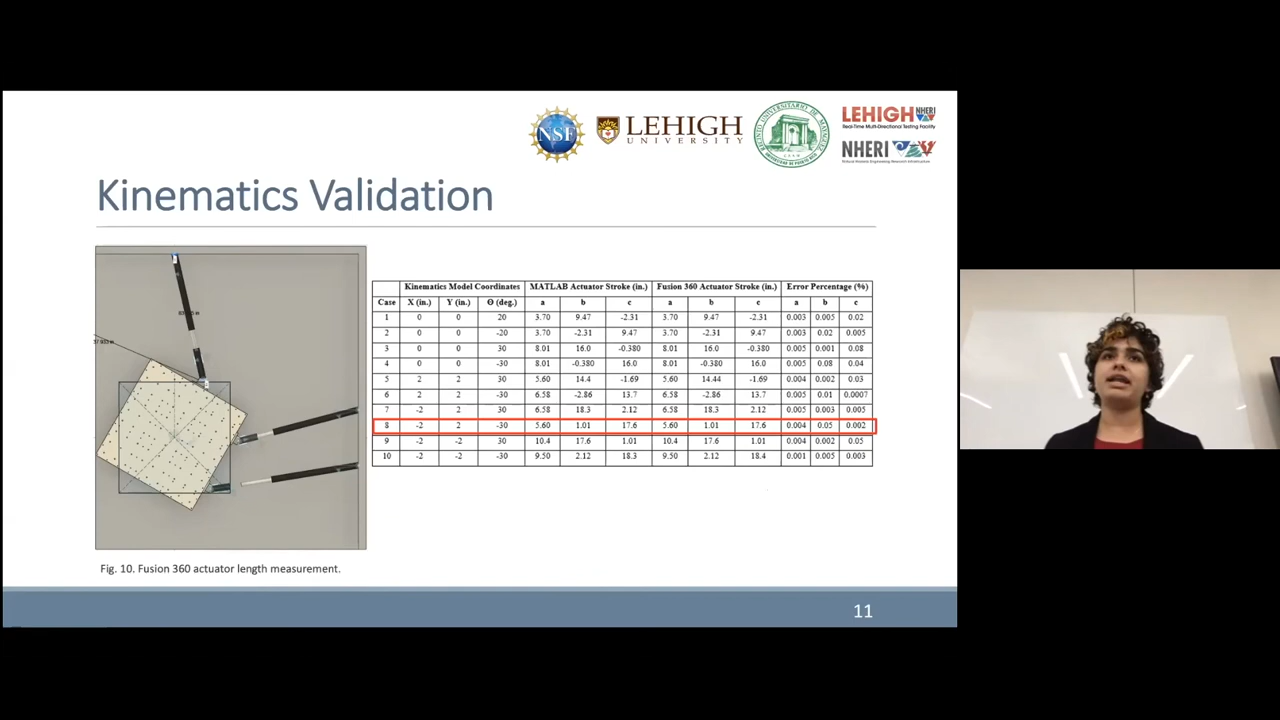 NSF
LEHIGH
UNIVERSITY
LEHIGH NHERI
Real-Time Multi-Directional Testing Facility
NHERI
Kinematics Validation
Kinematics Model Coordinates MATLAB Actuator Stroke (in.) Fusion 360 Actuator Stroke (in.) Error Percentage (%)
Case X (in.) Y (in.) Θ (deg.) a b c a b c a b c
1 0 0 20 3.70 9.47 -2.31 3.70 9.47 -2.31 0.003 0.005 0.02
2 0 0 -20 3.70 -2.31 9.47 3.70 -2.31 9.47 0.003 0.02 0.005
3 0 0 30 8.01 16.0 -0.380 8.01 16.0 -0.380 0.005 0.001 0.08
4 0 0 -30 8.01 -0.380 16.0 8.01 -0.380 16.0 0.005 0.08 0.04
5 2 2 30 5.60 14.4 -1.69 5.60 14.44 -1.69 0.004 0.002 0.03
6 2 2 -30 6.58 -2.86 13.7 6.58 -2.86 13.7 0.005 0.01 0.0007
7 -2 2 30 6.58 18.3 2.12 6.58 18.3 2.12 0.005 0.003 0.005
8 -2 2 -30 5.60 1.01 17.6 5.60 1.01 17.6 0.004 0.05 0.002
9 -2 -2 30 10.4 17.6 1.01 10.4 17.6 1.01 0.004 0.002 0.05
10 -2 -2 -30 9.50 2.12 18.3 9.50 2.12 18.4 0.001 0.005 0.003
Fig. 10. Fusion 360 actuator length measurement.
11